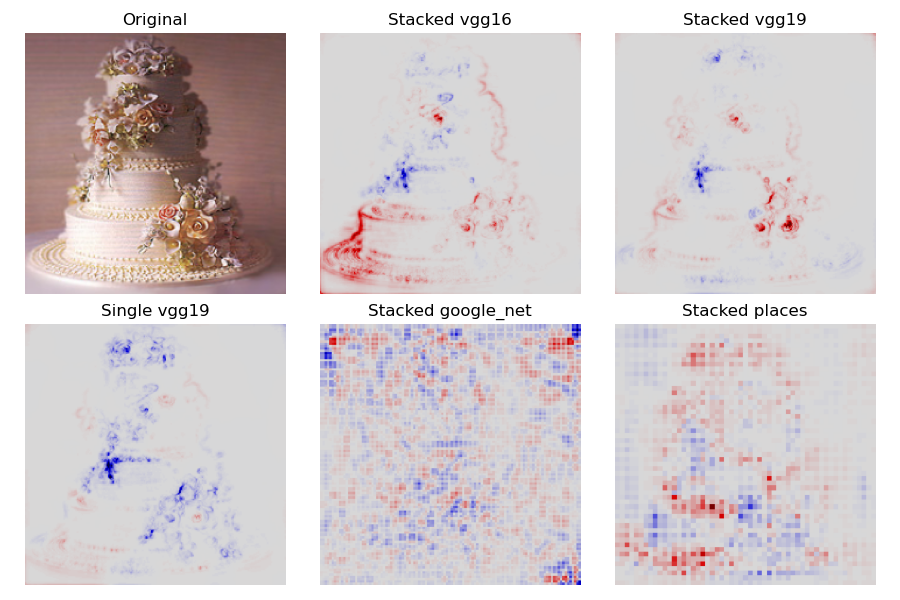 Original
Stacked vgg16
Stacked vgg19
Single vgg19
Stacked google_net
Stacked places